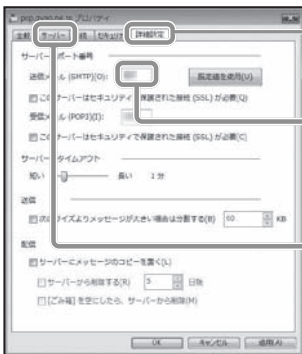 プロパティ
全般 サーバー 接続 セキュリティ 詳細設定
サーバーのポート番号
送信メール (SMTP)(O):
既定値を使用(U)
このサーバーはセキュリティで保護された接続 (SSL) が必要(Q)
受信メール (POP3)(I):
このサーバーはセキュリティで保護された接続 (SSL) が必要(C)
サーバーのタイムアウト
短い 長い 1 分
送信
次のサイズよりメッセージが大きい場合は分割する(B) 60 KB
配信
サーバーにメッセージのコピーを置く(L)
サーバーから削除する(R) 5 日後
[ごみ箱] を空にしたら、サーバーから削除(M)
OK キャンセル 適用(A)